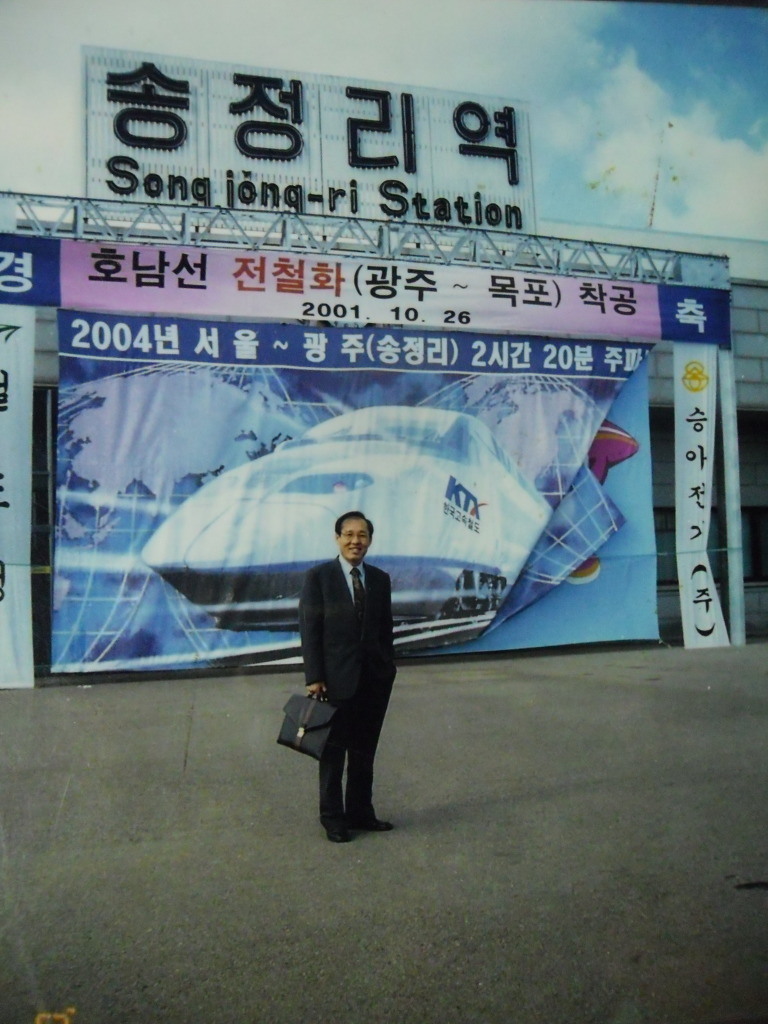 송정리역
Songjŏng-ri Station
경 호남선 전철화(광주 ~ 목포) 착공 축
2001. 10. 26
2004년 서울 ~ 광주(송정리) 2시간 20분 주파
KTX
한국고속철도
승아전기(주)